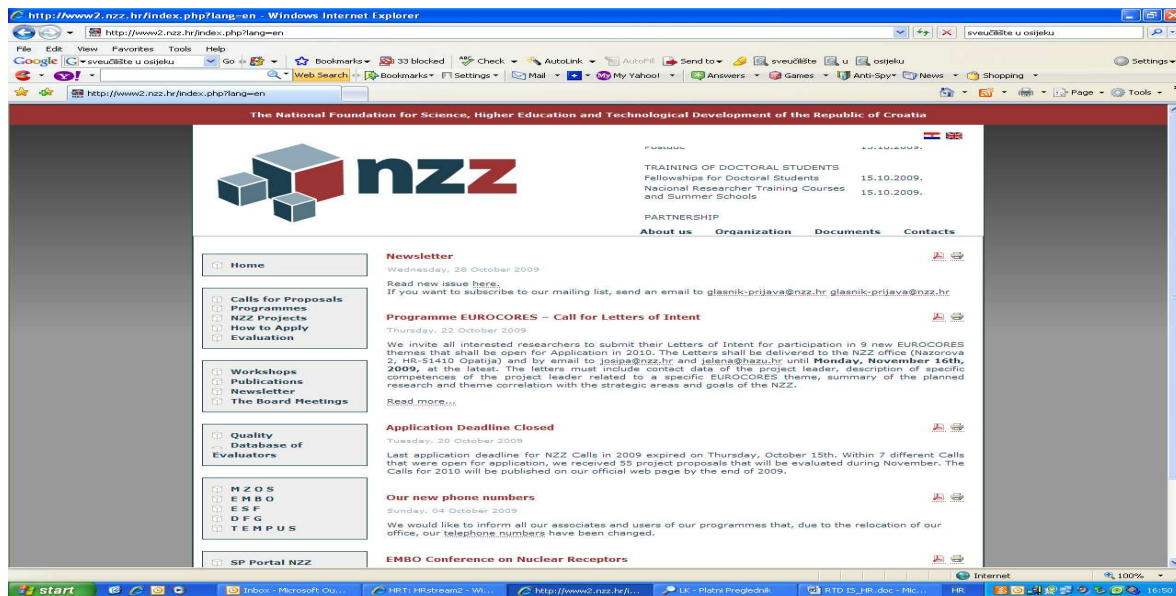 http://www2.nzz.hr/index.php?lang=en - Windows Internet Explorer
http://www2.nzz.hr/index.php?lang=en
sveučilište u osijeku
File Edit View Favorites Tools Help
Google sveučilište u osijeku Go Bookmarks 33 blocked Check AutoLink AutoFill Send to sveučilište u osijeku Settings
Y! Web Search Bookmarks Settings Mail My Yahoo! Answers Games Anti-Spy News Shopping
http://www2.nzz.hr/index.php?lang=en Page Tools
The National Foundation for Science, Higher Education and Technological Development of the Republic of Croatia
nzz
Postdoc 15.10.2009.
TRAINING OF DOCTORAL STUDENTS
Fellowships for Doctoral Students 15.10.2009.
Nacional Researcher Training Courses
and Summer Schools 15.10.2009.
PARTNERSHIP
About us Organization Documents Contacts
Home
Calls for Proposals
Programmes
NZZ Projects
How to Apply
Evaluation
Workshops
Publications
Newsletter
The Board Meetings
Quality
Database of
Evaluators
M Z O S
E M B O
E S F
D F G
T E M P U S
SP Portal NZZ
Newsletter
Wednesday, 28 October 2009
Read new issue here.
If you want to subscribe to our mailing list, send an email to glasnik-prijava@nzz.hr glasnik-prijava@nzz.hr
Programme EUROCORES – Call for Letters of Intent
Thursday, 22 October 2009
We invite all interested researchers to submit their Letters of Intent for participation in 9 new EUROCORES
themes that shall be open for Application in 2010. The Letters shall be delivered to the NZZ office (Nazorova
2, HR-51410 Opatija) and by email to josipa@nzz.hr and jelena@hazu.hr until Monday, November 16th,
2009, at the latest. The letters must include contact data of the project leader, description of specific
competences of the project leader related to a specific EUROCORES theme, summary of the planned
research and theme correlation with the strategic areas and goals of the NZZ.
Read more...
Application Deadline Closed
Tuesday, 20 October 2009
Last application deadline for NZZ Calls in 2009 expired on Thursday, October 15th. Within 7 different Calls
that were open for application, we received 55 project proposals that will be evaluated during November. The
Calls for 2010 will be published on our official web page by the end of 2009.
Our new phone numbers
Sunday, 04 October 2009
We would like to inform all our associates and users of our programmes that, due to the relocation of our
office, our telephone numbers have been changed.
EMBO Conference on Nuclear Receptors
Internet 100%
start Inbox - Microsoft Ou... HRT: HRstream2 - Wi... http://www2.nzz.hr/i... LK - Platni Preglednik RTD IS_HR.doc - Mic... HR 16:50